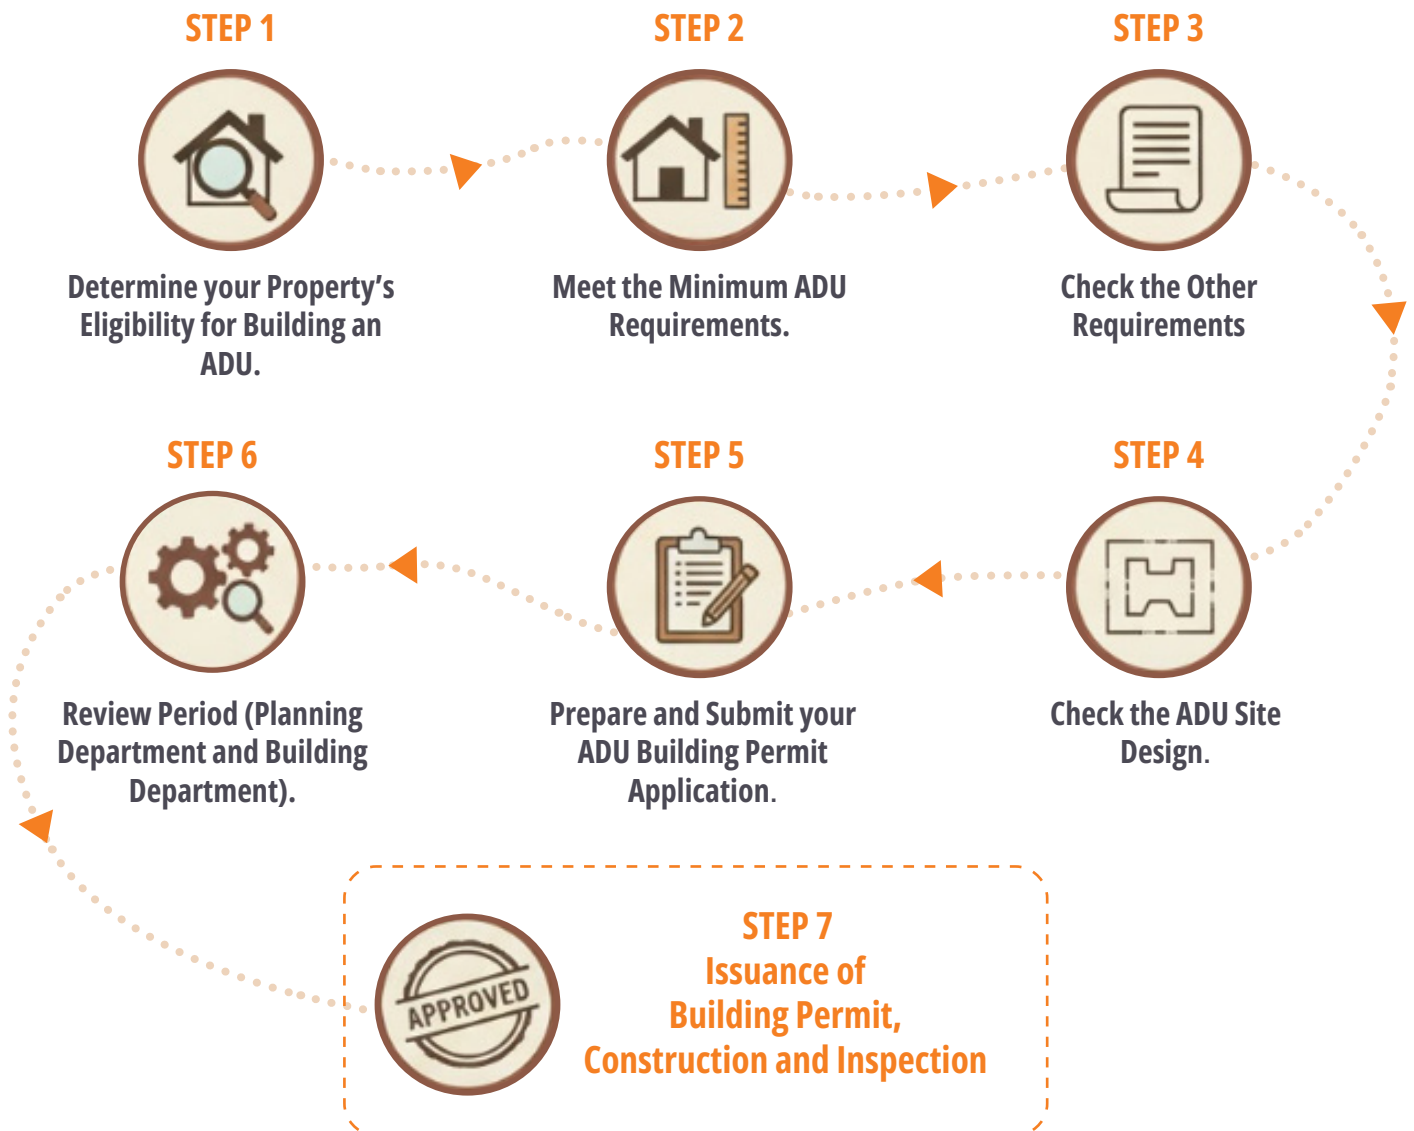 STEP 1
Determine your Property’s
Eligibility for Building an
ADU.
STEP 2
Meet the Minimum ADU
Requirements.
STEP 3
Check the Other
Requirements
STEP 4
Check the ADU Site
Design.
STEP 5
Prepare and Submit your
ADU Building Permit
Application.
STEP 6
Review Period (Planning
Department and Building
Department).
APPROVED
STEP 7
Issuance of
Building Permit,
Construction and Inspection